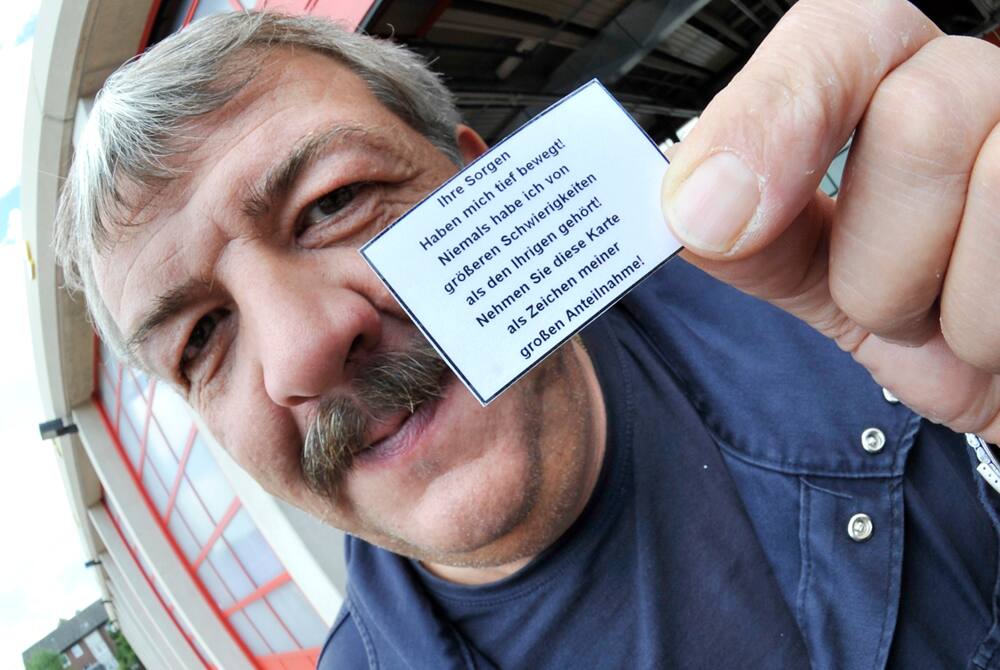 Ihre Sorgen
Haben mich tief bewegt!
Niemals habe ich von
größeren Schwierigkeiten
als den Ihrigen gehört!
Nehmen Sie diese Karte
als Zeichen meiner
großen Anteilnahme!